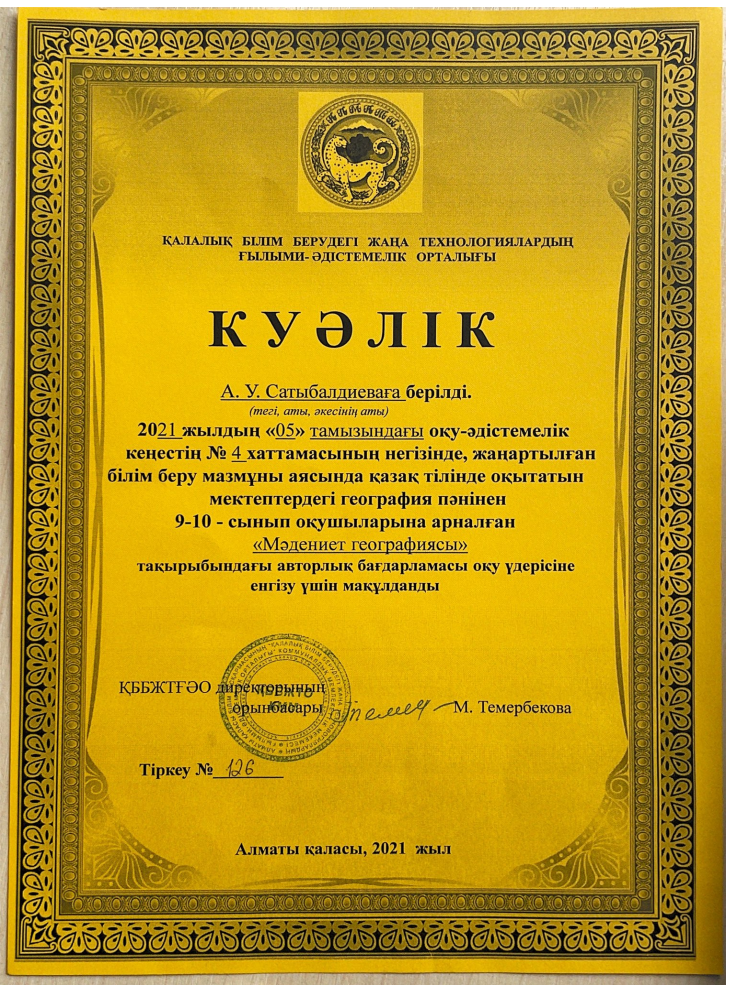 ҚАЛАЛЫҚ БІЛІМ БЕРУДЕГІ ЖАҢА ТЕХНОЛОГИЯЛАРДЫҢ
ҒЫЛЫМИ- ӘДІСТЕМЕЛІК ОРТАЛЫҒЫ
КУӘЛІК
А. У. Сатыбалдиеваға берілді.
(тегі, аты, әкесінің аты)
2021 жылдың «05» тамызындағы оқу-әдістемелік
кеңестің № 4 хаттамасының негізінде, жаңартылған
білім беру мазмұны аясында қазақ тілінде оқытатын
мектептердегі география пәнінен
9-10 - сынып оқушыларына арналған
«Мәдениет географиясы»
тақырыбындағы авторлық бағдарламасы оқу үдерісіне
енгізу үшін мақұлданды
ҚББЖТҒӘО директорының
орынбасары М. Темербекова
Тіркеу № 126
Алматы қаласы, 2021 жыл